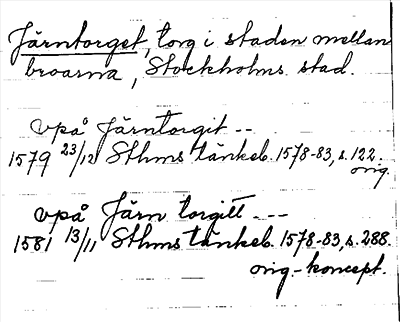 Järntorget, torg i staden mellan
broarna, Stockholms stad.
vpå Järntorgit --
1579 23/12 Sthms tänkeb. 1578-83, s. 122.
orig.
vpå Järn torgitt ---
1581 13/11 Sthms tänkeb. 1578-83, s. 288.
orig.-koncept.